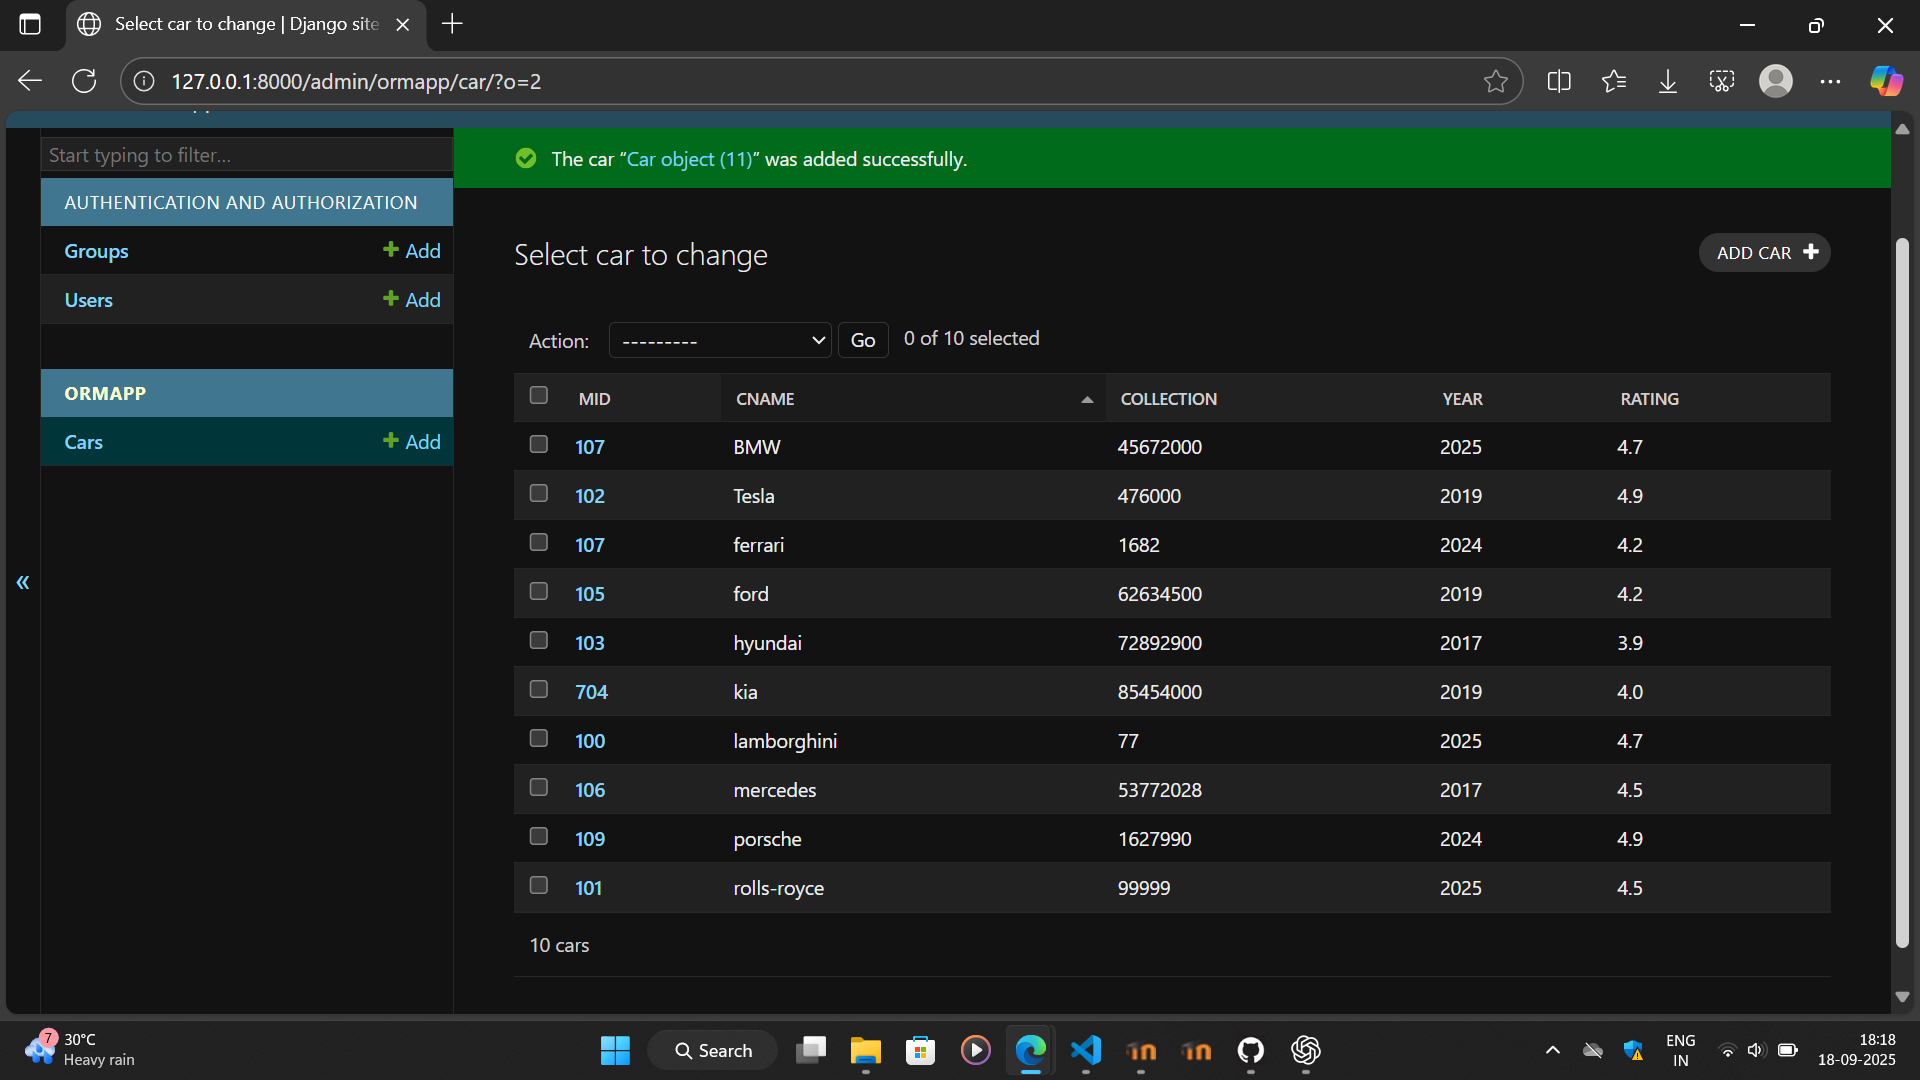 Select car to change | Django site
127.0.0.1:8000/admin/ormapp/car/?o=2
Start typing to filter...
AUTHENTICATION AND AUTHORIZATION
Groups + Add
Users + Add
ORMAPP
Cars + Add
«
The car “Car object (11)” was added successfully.
Select car to change
ADD CAR +
Action: --------- Go 0 of 10 selected
MID CNAME COLLECTION YEAR RATING
107 BMW 45672000 2025 4.7
102 Tesla 476000 2019 4.9
107 ferrari 1682 2024 4.2
105 ford 62634500 2019 4.2
103 hyundai 72892900 2017 3.9
704 kia 85454000 2019 4.0
100 lamborghini 77 2025 4.7
106 mercedes 53772028 2017 4.5
109 porsche 1627990 2024 4.9
101 rolls-royce 99999 2025 4.5
10 cars
7
30°C
Heavy rain
Search
in
in
ENG
IN
18:18
18-09-2025